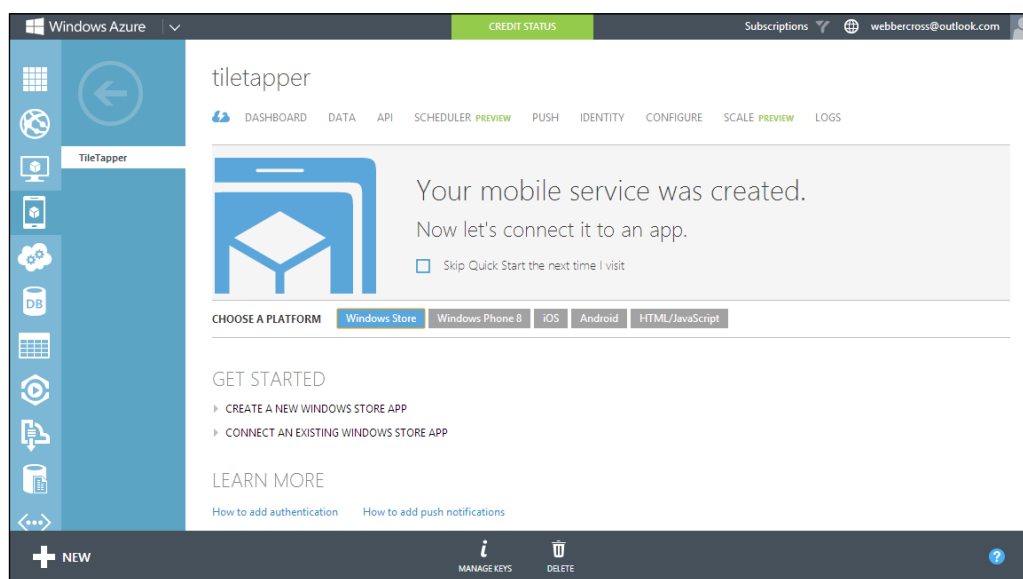 Windows Azure
CREDIT STATUS
Subscriptions
webbercross@outlook.com
TileTapper
tiletapper
DASHBOARD DATA API SCHEDULER PREVIEW PUSH IDENTITY CONFIGURE SCALE PREVIEW LOGS
Your mobile service was created.
Now let's connect it to an app.
Skip Quick Start the next time I visit
CHOOSE A PLATFORM Windows Store Windows Phone 8 iOS Android HTML/JavaScript
GET STARTED
CREATE A NEW WINDOWS STORE APP
CONNECT AN EXISTING WINDOWS STORE APP
LEARN MORE
How to add authentication How to add push notifications
DB
NEW
i
MANAGE KEYS
DELETE
?